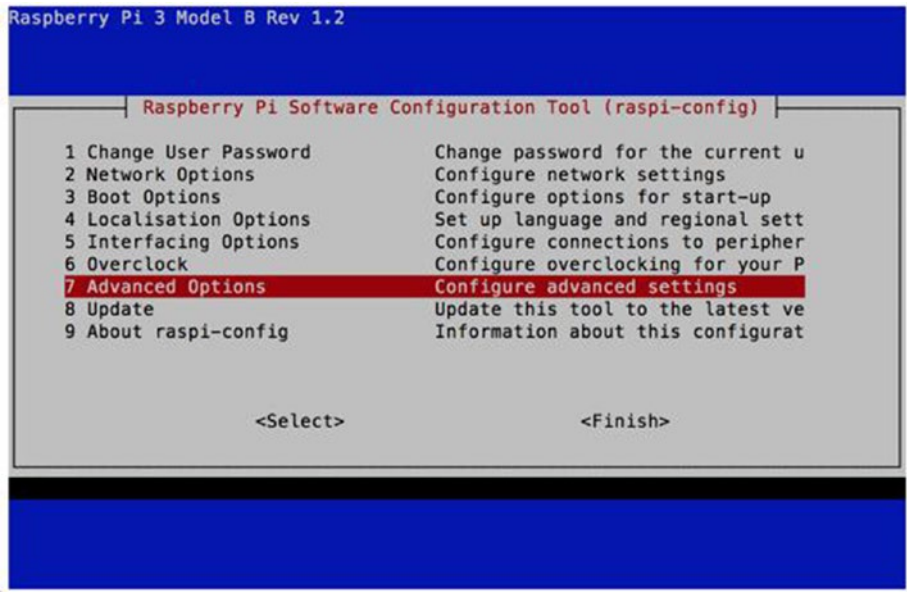 Raspberry Pi 3 Model B Rev 1.2
Raspberry Pi Software Configuration Tool (raspi-config)
1 Change User Password Change password for the current u
2 Network Options Configure network settings
3 Boot Options Configure options for start-up
4 Localisation Options Set up language and regional sett
5 Interfacing Options Configure connections to peripher
6 Overclock Configure overclocking for your P
7 Advanced Options Configure advanced settings
8 Update Update this tool to the latest ve
9 About raspi-config Information about this configurat
<Select> <Finish>